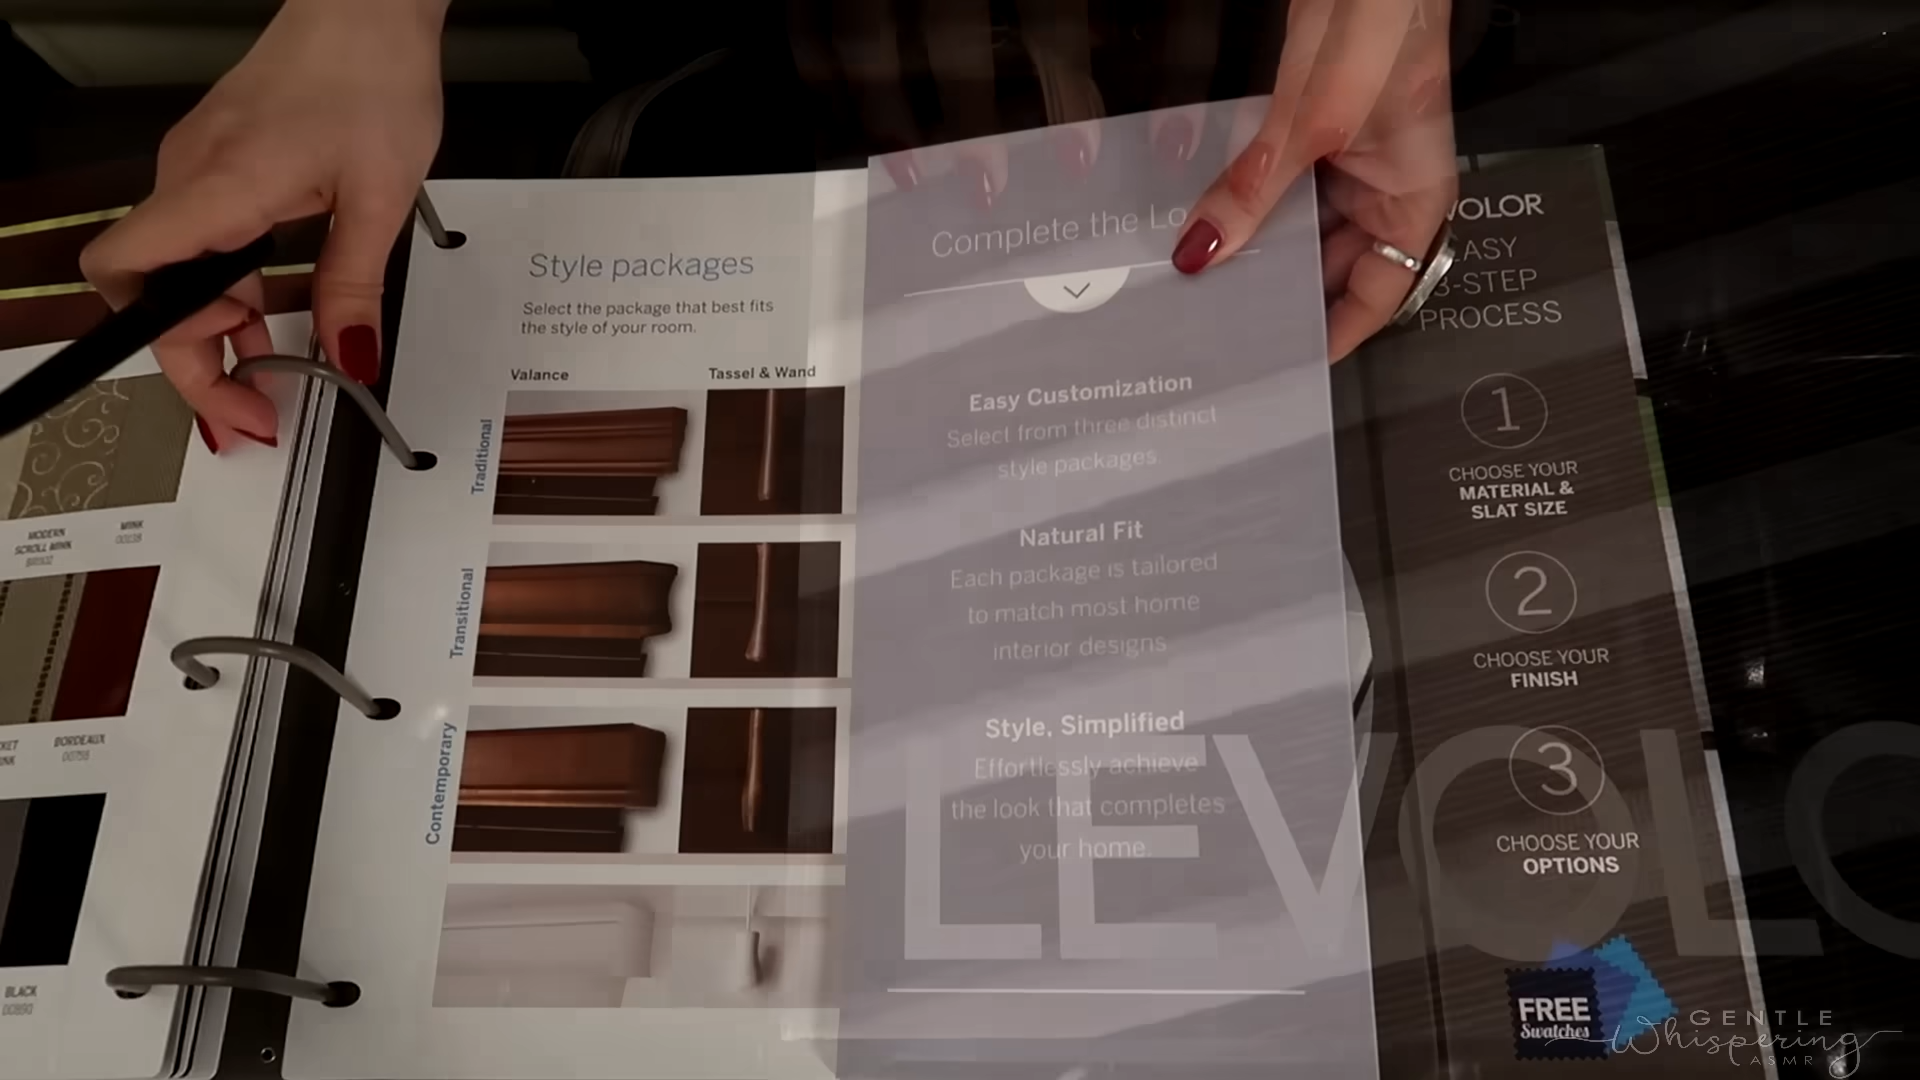 Style packages
Select the package that best fits
the style of your room.
Valance
Tassel & Wand
Traditional
Transitional
Contemporary
MODERN
SCROLL MINK
MINK
BORDEAUX
BLACK
Complete the
Easy Customization
Select from three distinct
style packages.
Natural Fit
Each package is tailored
to match most home
interior designs
Style, Simplified
Effortlessly achieve
the look that completes
your home.
VOLOR
EASY
3-STEP
PROCESS
1
CHOOSE YOUR
MATERIAL &
SLAT SIZE
2
CHOOSE YOUR
FINISH
3
CHOOSE YOUR
OPTIONS
LEVOLO
FREE
Swatches
GENTLE
Whispering
ASMR